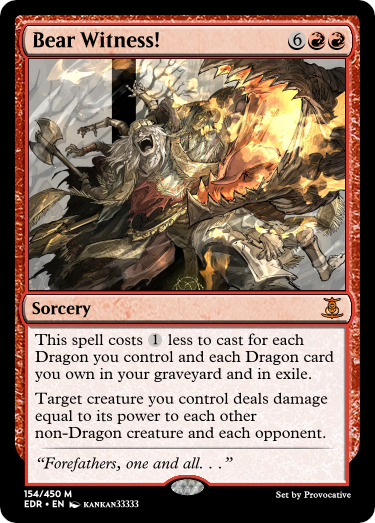 Bear Witness! 6
Sorcery
This spell costs 1 less to cast for each
Dragon you control and each Dragon card
you own in your graveyard and in exile.
Target creature you control deals damage
equal to its power to each other
non-Dragon creature and each opponent.
“Forefathers, one and all. . .”
154/450 M
EDR • EN KANKAN33333
Set by Provocative